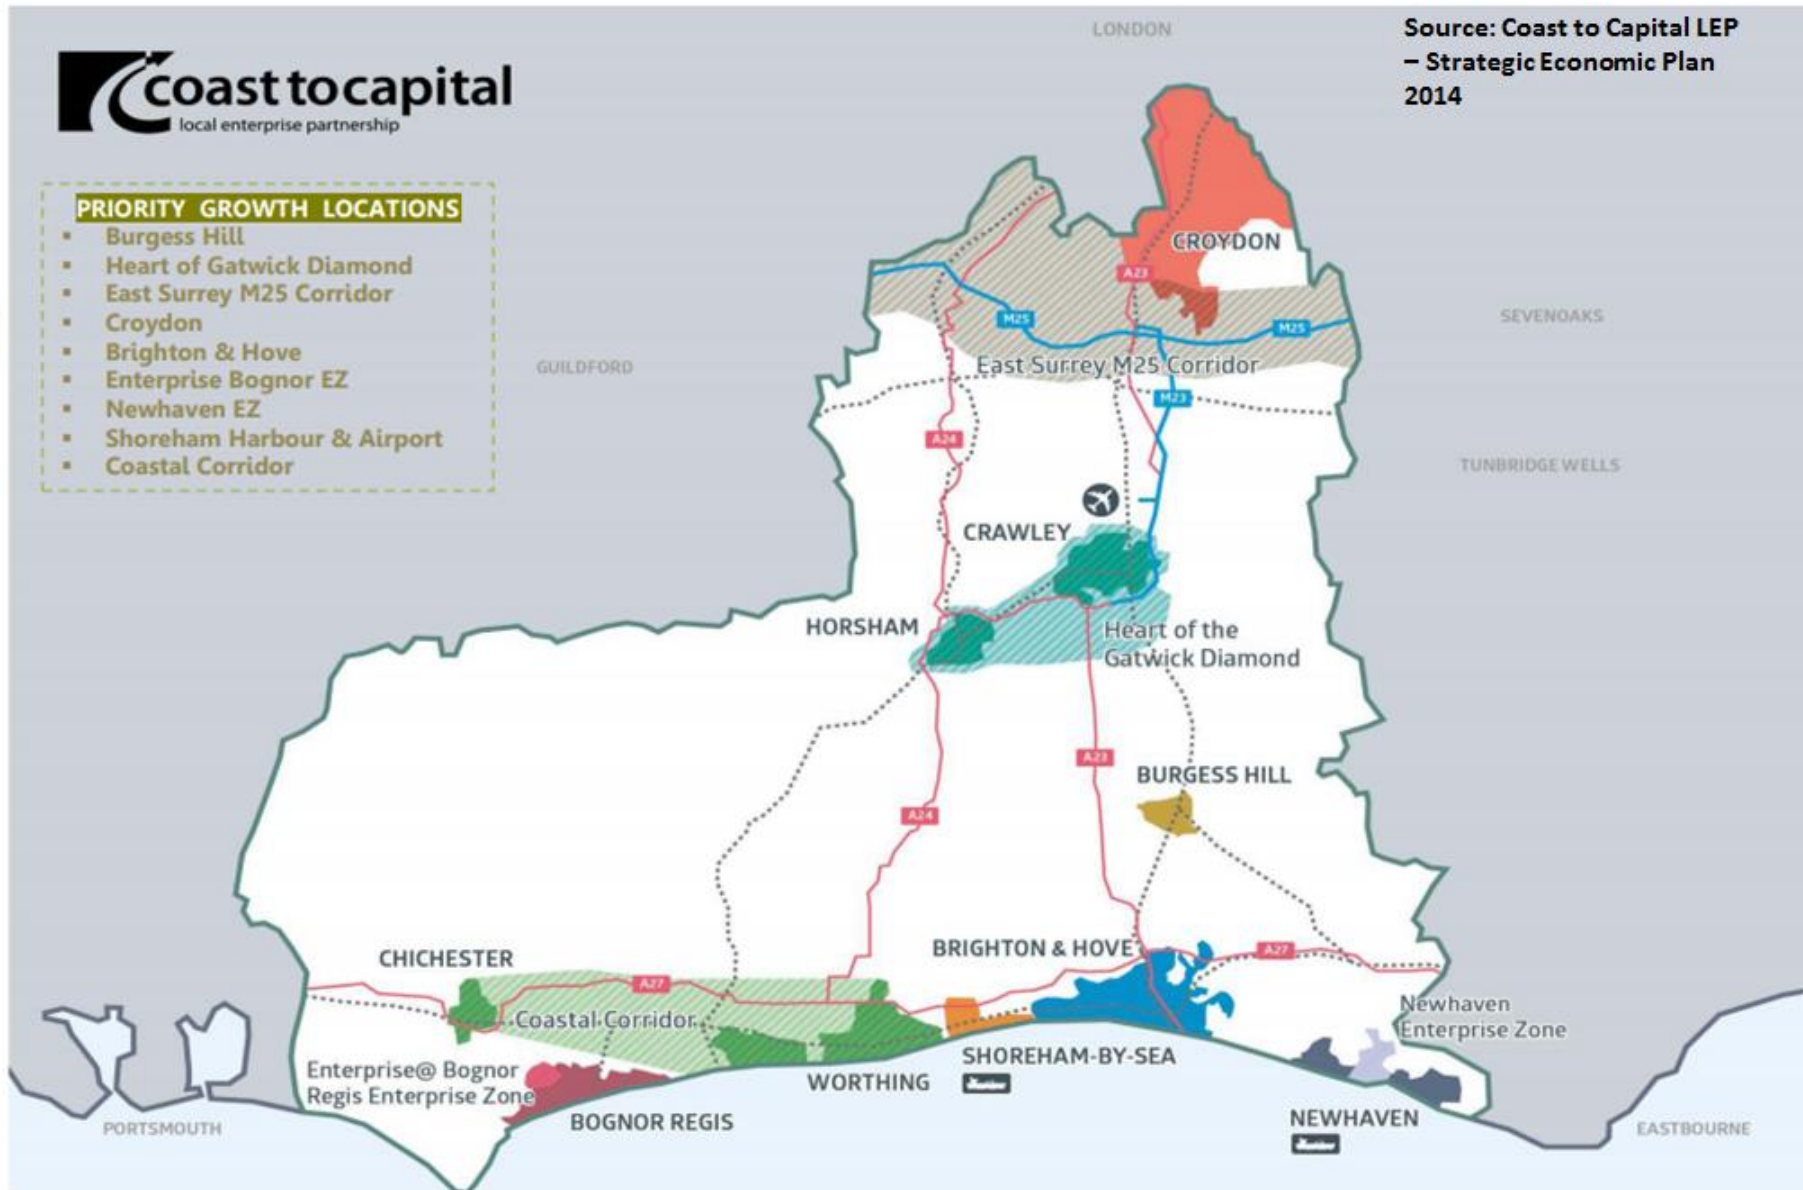 LONDON
Source: Coast to Capital LEP
– Strategic Economic Plan
2014
coast to capital
local enterprise partnership
PRIORITY GROWTH LOCATIONS
▪ Burgess Hill
▪ Heart of Gatwick Diamond
▪ East Surrey M25 Corridor
▪ Croydon
▪ Brighton & Hove
▪ Enterprise Bognor EZ
▪ Newhaven EZ
▪ Shoreham Harbour & Airport
▪ Coastal Corridor
CROYDON
A23
M25
M25
SEVENOAKS
GUILDFORD
East Surrey M25 Corridor
M23
A24
TUNBRIDGE WELLS
CRAWLEY
HORSHAM
Heart of the
Gatwick Diamond
A23
BURGESS HILL
A24
BRIGHTON & HOVE
A27
CHICHESTER
A27
Coastal Corridor
Newhaven
Enterprise Zone
SHOREHAM-BY-SEA
Enterprise@ Bognor
Regis Enterprise Zone
WORTHING
BOGNOR REGIS
NEWHAVEN
PORTSMOUTH
EASTBOURNE